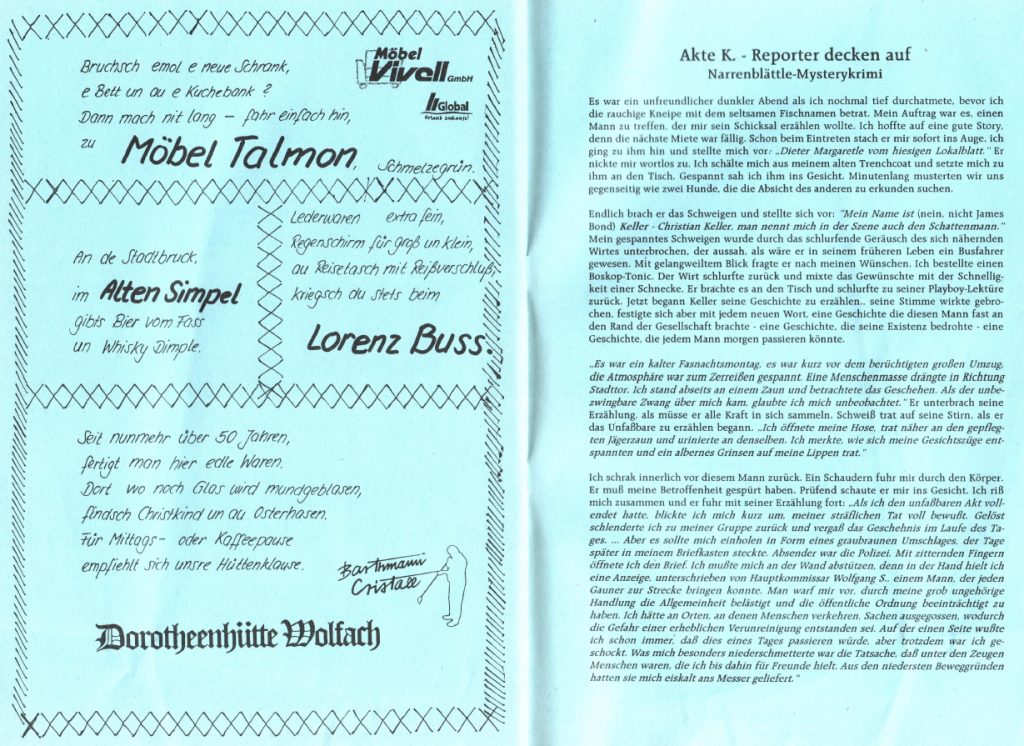 Bruchsch emol e neue Schrank,
e Bett un au e Kuchebank?
Dann mach nit lang – fahr einfach hin,
zu Möbel Talmon, Schmelzegrün.
Möbel
Vivell GmbH
Global
Urlaub zuhause!
An de Stadtbruck,
im Alten Simpel
gibts Bier vom Fass
un Whisky Dimple.
Lederwaren extra fein,
Regenschirm für groß un klein,
au Reisetasch mit Reißverschluß,
kriegsch du stets beim
Lorenz Buss.
Seit nunmehr über 50 Jahren,
fertigt man hier edle Waren.
Dort wo noch Glas wird mundgeblasen,
findsch Christkind un au Osterhasen.
Für Mittags- oder Kaffeepause
empfiehlt sich unsre Hüttenklause.
Barthmann
Cristall
Dorotheenhütte Wolfach
Akte K. - Reporter decken auf
Narrenblättle-Mysterykrimi
Es war ein unfreundlicher dunkler Abend als ich nochmal tief durchatmete, bevor ich
die rauchige Kneipe mit dem seltsamen Fischnamen betrat. Mein Auftrag war es, einen
Mann zu treffen, der mir sein Schicksal erzählen wollte. Ich hoffte auf eine gute Story,
denn die nächste Miete war fällig. Schon beim Eintreten stach er mir sofort ins Auge, ich
ging zu ihm hin und stellte mich vor: „Dieter Margaretle vom hiesigen Lokalblatt." Er
nickte mir wortlos zu. Ich schälte mich aus meinem alten Trenchcoat und setzte mich zu
ihm an den Tisch. Gespannt sah ich ihm ins Gesicht. Minutenlang musterten wir uns
gegenseitig wie zwei Hunde, die die Absicht des anderen zu erkunden suchen.
Endlich brach er das Schweigen und stellte sich vor: "Mein Name ist (nein, nicht James
Bond) Keller - Christian Keller, man nennt mich in der Szene auch den Schattenmann."
Mein gespanntes Schweigen wurde durch das schlurfende Geräusch des sich nähernden
Wirtes unterbrochen, der aussah, als wäre er in seinem früheren Leben ein Busfahrer
gewesen. Mit gelangweiltem Blick fragte er nach meinen Wünschen. Ich bestellte einen
Boskop-Tonic. Der Wirt schlurfte zurück und mixte das Gewünschte mit der Schnellig-
keit einer Schnecke. Er brachte es an den Tisch und schlurfte zu seiner Playboy-Lektüre
zurück. Jetzt begann Keller seine Geschichte zu erzählen., seine Stimme wirkte gebro-
chen, festigte sich aber mit jedem neuen Wort, eine Geschichte die diesen Mann fast an
den Rand der Gesellschaft brachte - eine Geschichte, die seine Existenz bedrohte - eine
Geschichte, die jedem Mann morgen passieren könnte.
„Es war ein kalter Fasnachtsmontag, es war kurz vor dem berüchtigten großen Umzug,
die Atmosphäre war zum Zerreißen gespannt. Eine Menschenmasse drängte in Richtung
Stadttor. Ich stand abseits an einem Zaun und betrachtete das Geschehen. Als der unbe-
zwingbare Zwang über mich kam, glaubte ich mich unbeobachtet." Er unterbrach seine
Erzählung, als müsse er alle Kraft in sich sammeln. Schweiß trat auf seine Stirn, als er
das Unfaßbare zu erzählen begann. „Ich öffnete meine Hose, trat näher an den gepfleg-
ten Jägerzaun und urinierte an denselben. Ich merkte, wie sich meine Gesichtszüge ent-
spannten und ein albernes Grinsen auf meine Lippen trat."
Ich schrak innerlich vor diesem Mann zurück. Ein Schaudern fuhr mir durch den Körper.
Er muß meine Betroffenheit gespürt haben. Prüfend schaute er mir ins Gesicht. Ich riß
mich zusammen und er fuhr mit seiner Erzählung fort: „Als ich den unfaßbaren Akt voll-
endet hatte, blickte ich mich kurz um, meiner sträflichen Tat voll bewußt. Gelöst
schlenderte ich zu meiner Gruppe zurück und vergaß das Geschehnis im Laufe des Ta-
ges. ... Aber es sollte mich einholen in Form eines graubraunen Umschlages, der Tage
später in meinem Briefkasten steckte. Absender war die Polizei. Mit zitternden Fingern
öffnete ich den Brief. Ich mußte mich an der Wand abstützen, denn in der Hand hielt ich
eine Anzeige, unterschrieben von Hauptkommissar Wolfgang S., einem Mann, der jeden
Gauner zur Strecke bringen konnte. Man warf mir vor, durch meine grob ungehörige
Handlung die Allgemeinheit belästigt und die öffentliche Ordnung beeinträchtigt zu
haben. Ich hätte an Orten, an denen Menschen verkehren, Sachen ausgegossen, wodurch
die Gefahr einer erheblichen Verunreinigung entstanden sei. Auf der einen Seite wußte
ich schon immer, daß dies eines Tages passieren würde, aber trotzdem war ich ge-
schockt. Was mich besonders niederschmetterte war die Tatsache, daß unter den Zeugen
Menschen waren, die ich bis dahin für Freunde hielt. Aus den niedersten Beweggründen
hatten sie mich eiskalt ans Messer geliefert."